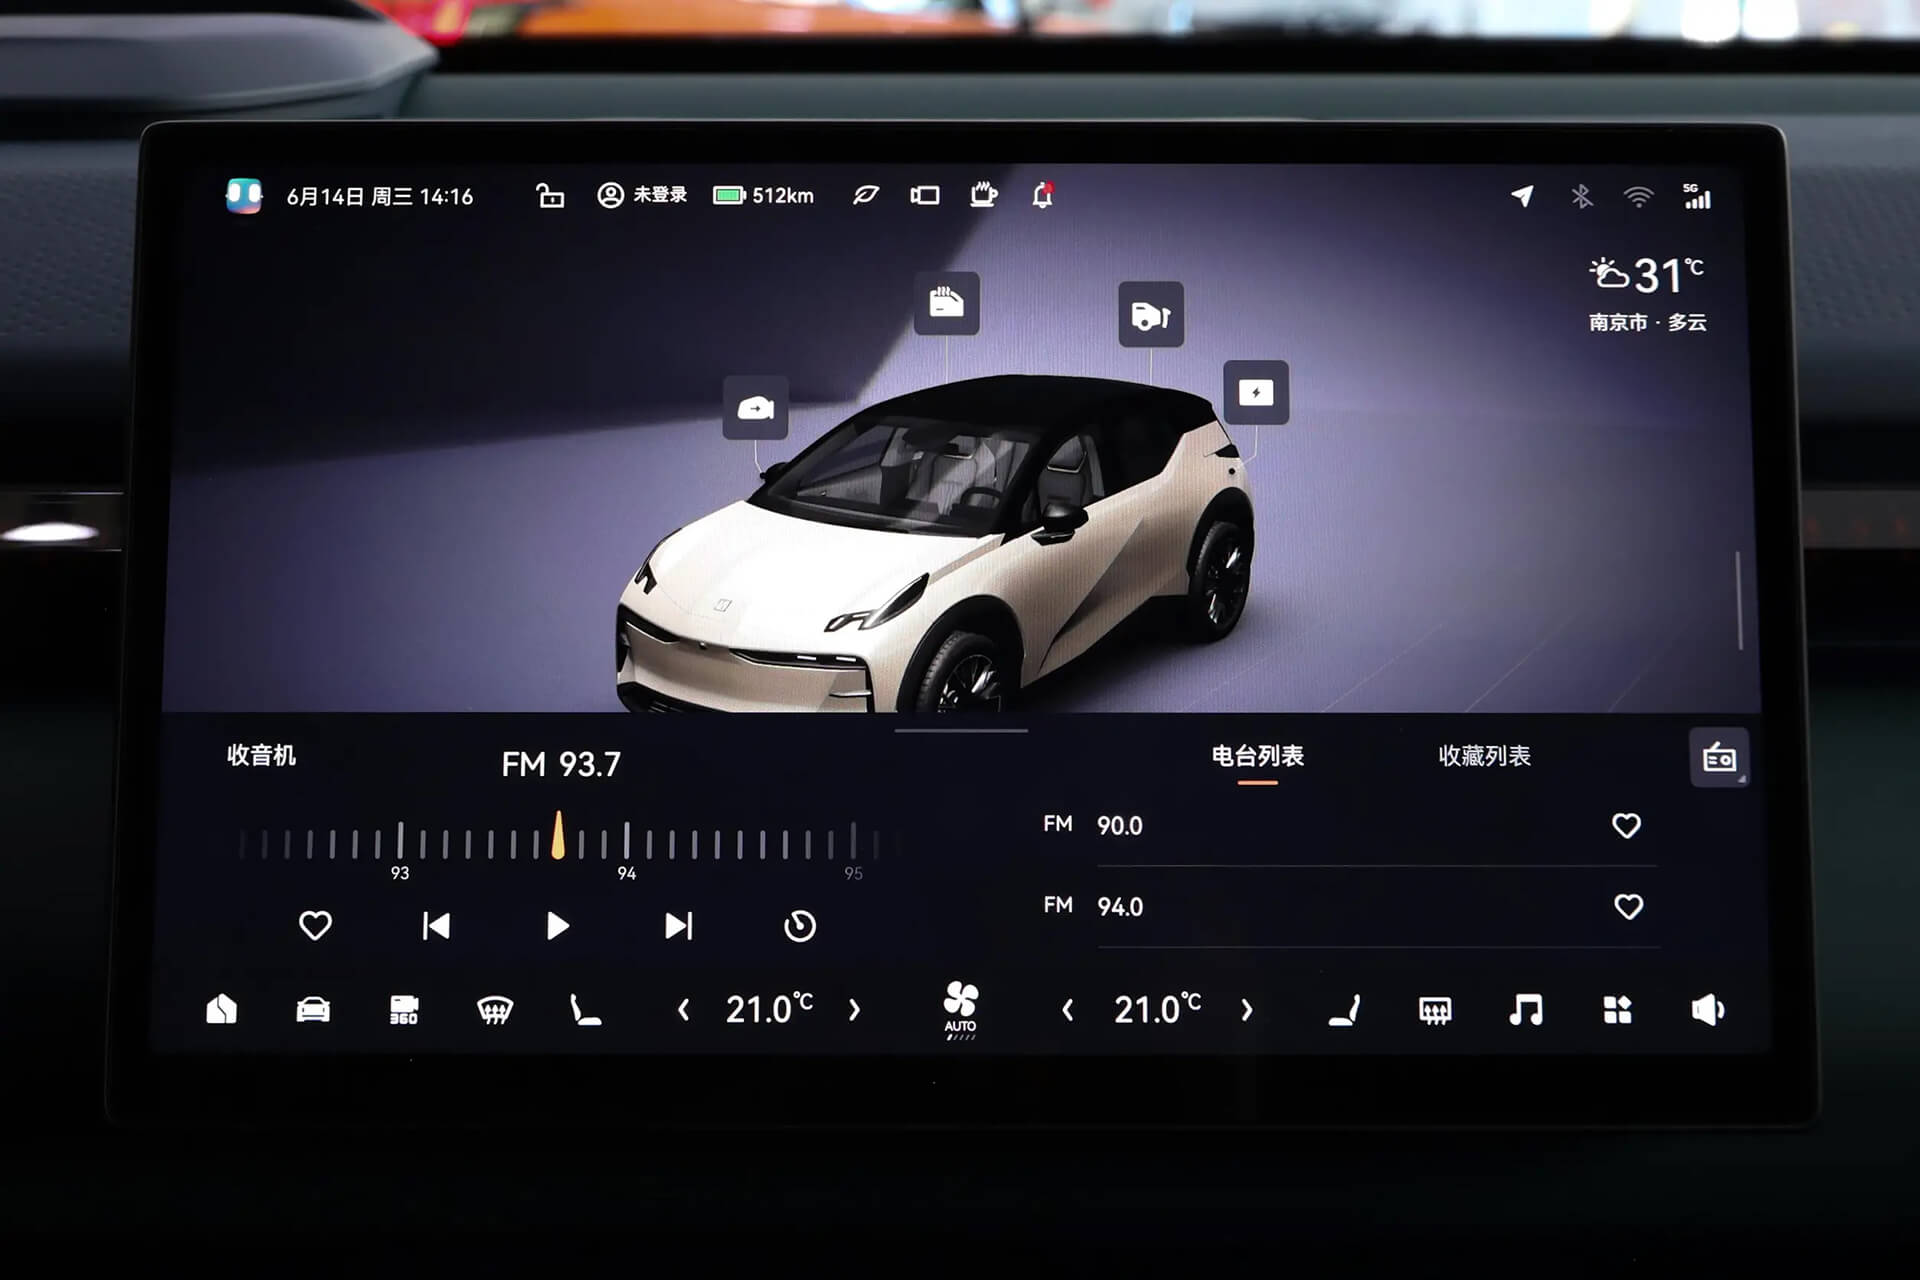 6月14日 周三 14:16
未登录
512km
5G
31℃
南京市 · 多云
收音机
FM 93.7
93
94
95
电台列表
收藏列表
FM 90.0
FM 94.0
360
21.0℃
AUTO
21.0℃